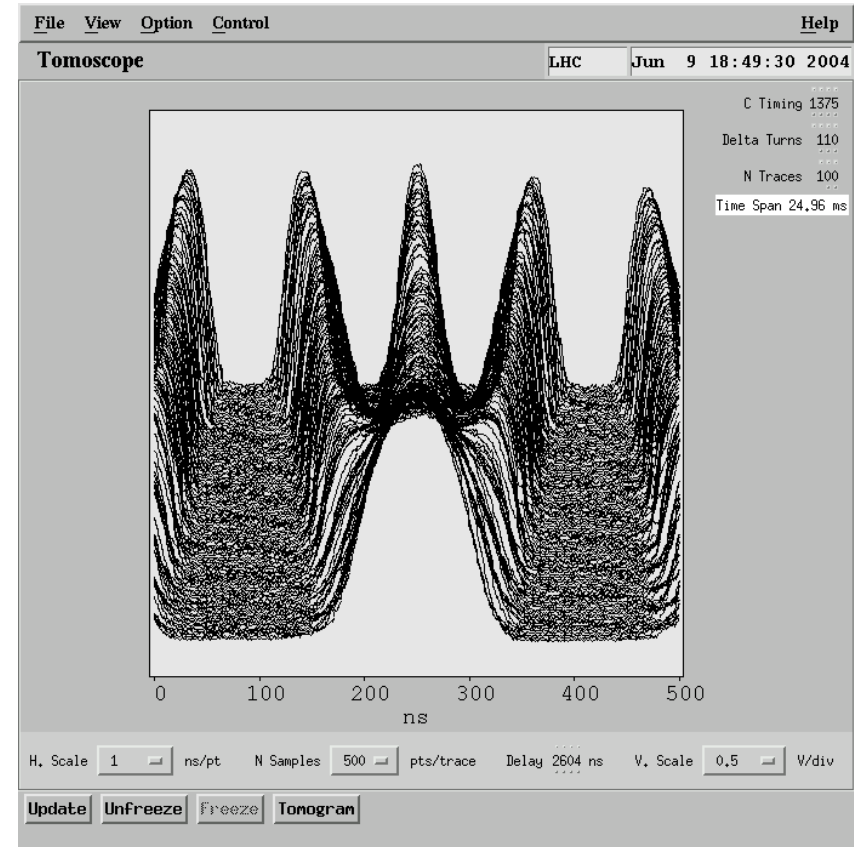 File View Option Control Help
Tomoscope LHC Jun 9 18:49:30 2004
C Timing 1375
Delta Turns 110
N Traces 100
Time Span 24.96 ms
0 100 200 300 400 500
ns
H. Scale 1 ns/pt N Samples 500 pts/trace Delay 2604 ns V. Scale 0.5 V/div
Update Unfreeze Freeze Tomogram